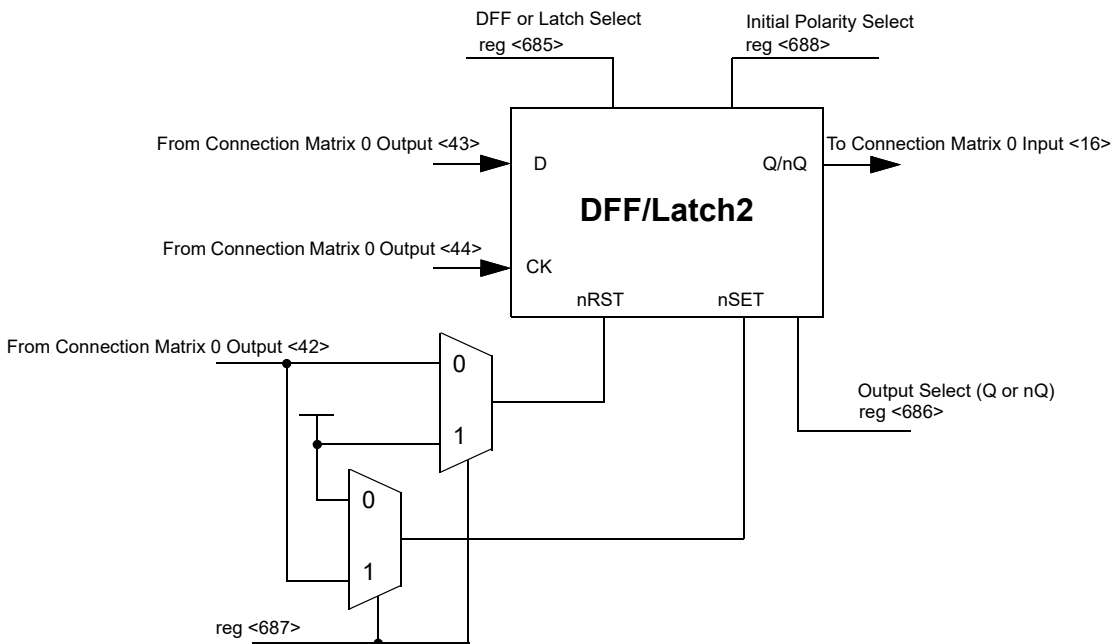 DFF or Latch Select
reg <685>
Initial Polarity Select
reg <688>
From Connection Matrix 0 Output <43>
D
Q/nQ
To Connection Matrix 0 Input <16>
DFF/Latch2
From Connection Matrix 0 Output <44>
CK
nRST
nSET
From Connection Matrix 0 Output <42>
0
1
Output Select (Q or nQ)
reg <686>
0
1
reg <687>